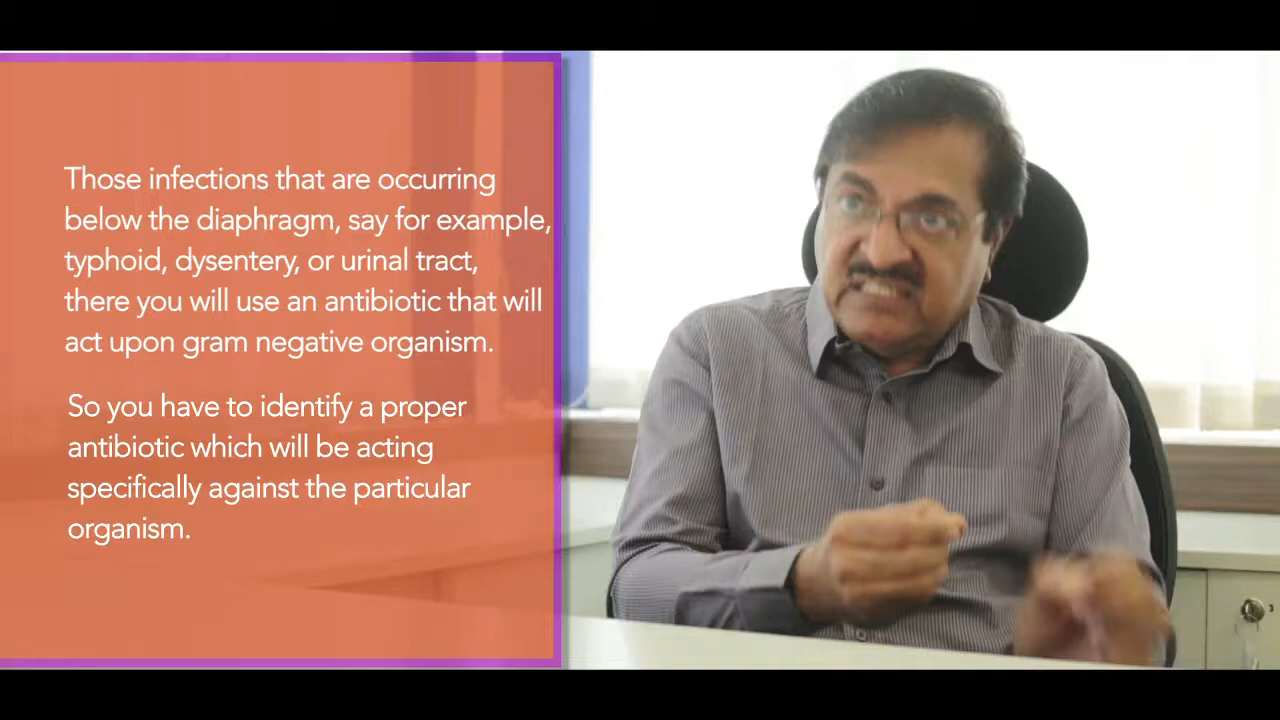 Those infections that are occurring
below the diaphragm, say for example,
typhoid, dysentery, or urinal tract,
there you will use an antibiotic that will
act upon gram negative organism.
So you have to identify a proper
antibiotic which will be acting
specifically against the particular
organism.